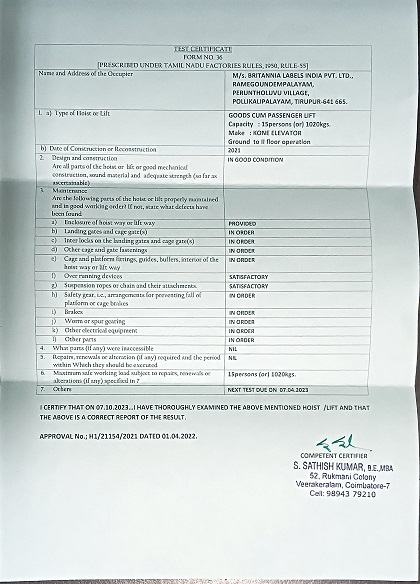 TEST CERTIFICATE
FORM NO. 36
[PRESCRIBED UNDER TAMIL NADU FACTORIES RULES, 1950, RULE-55]
Name and Address of the Occupier
M/s. BRITANNIA LABELS INDIA PVT. LTD.,
RAMEGOUNDEMPALAYAM,
PERUNTHOLUVU VILLAGE,
POLLIKALIPALAYAM, TIRUPUR-641 665.
1. a) Type of Hoist or Lift
GOODS CUM PASSENGER LIFT
Capacity : 15persons (or) 1020kgs.
Make : KONE ELEVATOR
Ground to II floor operation
b) Date of Construction or Reconstruction
2021
2. Design and construction
Are all parts of the hoist or lift or good mechanical
construction, sound material and adequate strength (so far as
ascertainable)
IN GOOD CONDITION
3. Maintenance
Are the following parts of the hoist or lift properly maintained
and in good working order? If not, state what defects have
been found
a) Enclosure of hoist way or lift way
PROVIDED
b) Landing gates and cage gate(s)
IN ORDER
c) Inter locks on the landing gates and cage gate(s)
IN ORDER
d) Other cage and gate fastenings
IN ORDER
e) Cage and platform fittings, guides, buffers, interior of the
hoist way or lift way
IN ORDER
f) Over running devices
SATISFACTORY
g) Suspension ropes or chain and their attachments.
SATISFACTORY
h) Safety gear, i.e., arrangements for preventing fall of
platform or cage brakes
IN ORDER
i) Brakes
IN ORDER
j) Worm or spur gearing
IN ORDER
k) Other electrical equipment
IN ORDER
l) Other parts
IN ORDER
4. What parts (if any) were inaccessible
NIL
5. Repairs, renewals or alteration (if any) required and the period
within Which they should be executed
NIL
6. Maximum safe working load subject to repairs, renewals or
alterations (if any) specified in ?
15persons (or) 1020kgs.
7. Others
NEXT TEST DUE ON 07.04.2023
I CERTIFY THAT ON 07.10.2023..I HAVE THOROUGHLY EXAMINED THE ABOVE MENTIONED HOIST /LIFT AND THAT
THE ABOVE IS A CORRECT REPORT OF THE RESULT.
APPROVAL No.; H1/21154/2021 DATED 01.04.2022.
COMPETENT CERTIFIER
S. SATHISH KUMAR, B.E.,MBA
52, Rukmani Colony
Veerakeralam, Coimbatore-7
Cell: 98943 79210